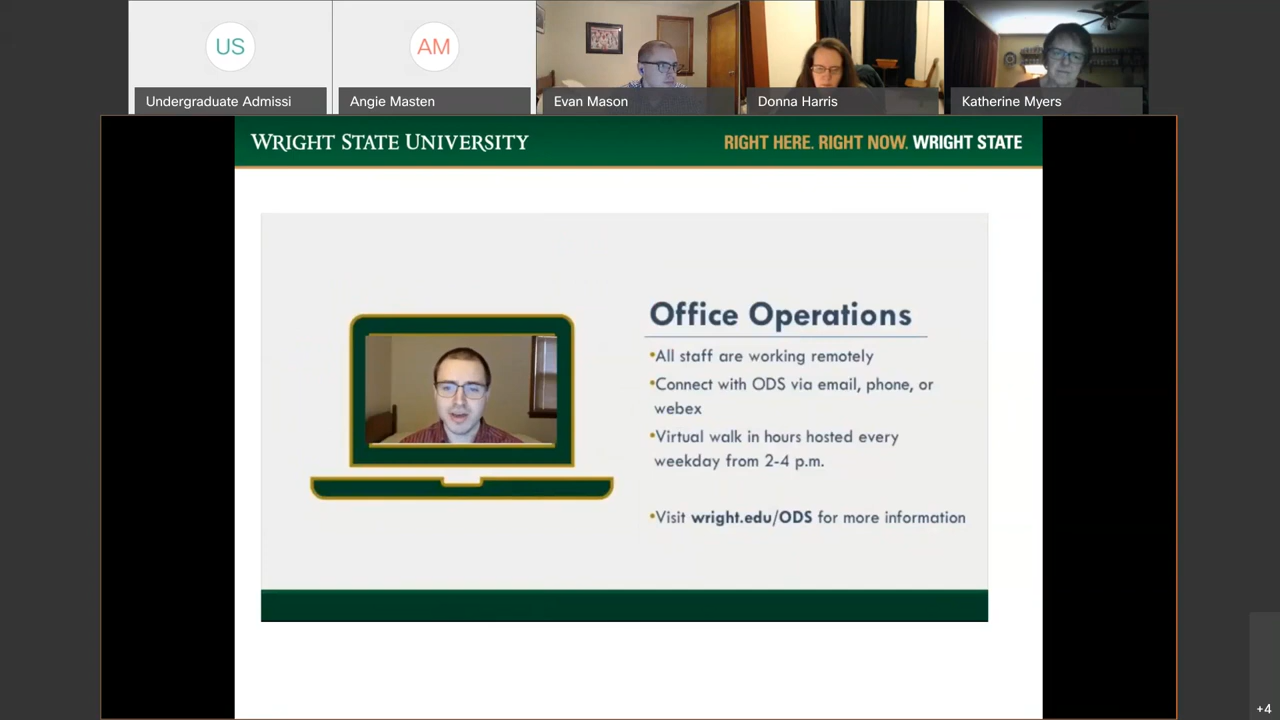 US
AM
Undergraduate Admissi
Angie Masten
Evan Mason
Donna Harris
Katherine Myers
WRIGHT STATE UNIVERSITY
RIGHT HERE. RIGHT NOW. WRIGHT STATE
Office Operations
•All staff are working remotely
•Connect with ODS via email, phone, or
webex
•Virtual walk in hours hosted every
weekday from 2-4 p.m.
•Visit wright.edu/ODS for more information
+4